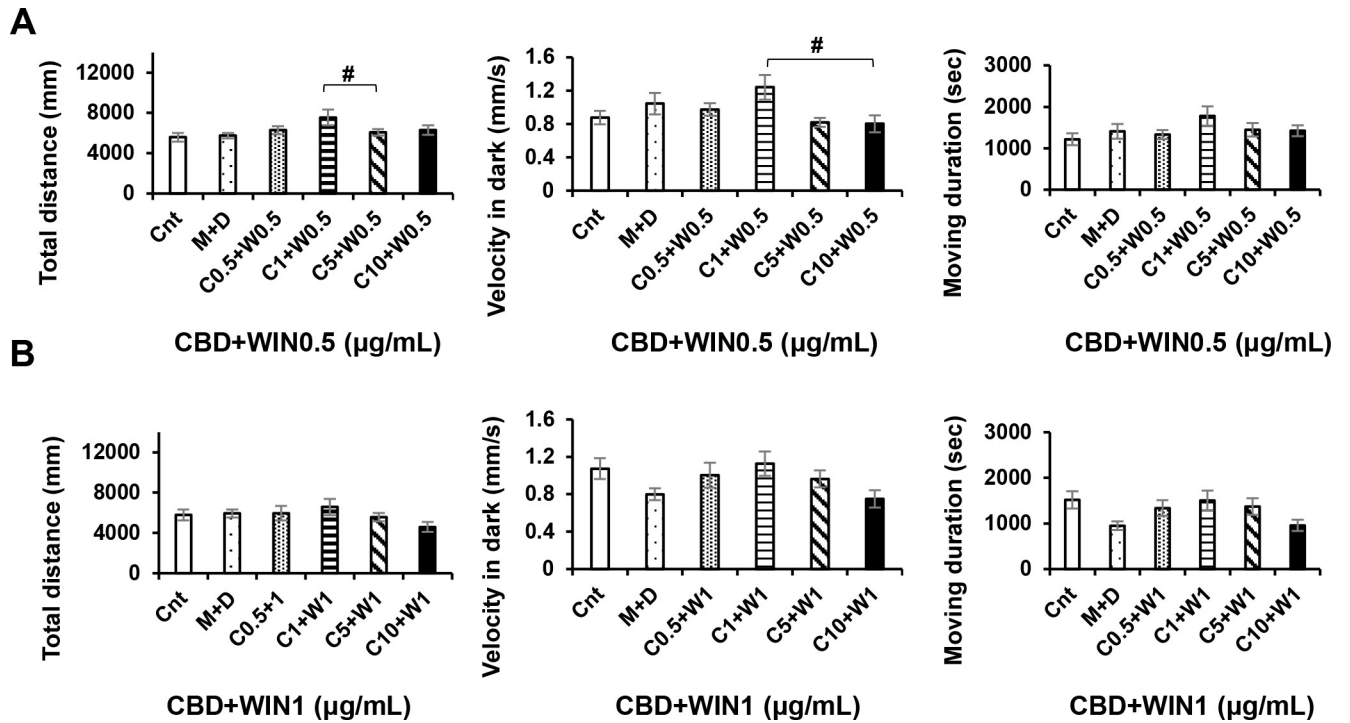 A
Total distance (mm)
12000
8000
4000
0
#
Cnt
M+D
C0.5+W0.5
C1+W0.5
C5+W0.5
C10+W0.5
CBD+WIN0.5 (µg/mL)
Velocity in dark (mm/s)
1.6
1.2
0.8
0.4
0
#
Cnt
M+D
C0.5+W0.5
C1+W0.5
C5+W0.5
C10+W0.5
CBD+WIN0.5 (µg/mL)
Moving duration (sec)
3000
2000
1000
0
Cnt
M+D
C0.5+W0.5
C1+W0.5
C5+W0.5
C10+W0.5
CBD+WIN0.5 (µg/mL)
B
Total distance (mm)
12000
8000
4000
0
Cnt
M+D
C0.5+1
C1+W1
C5+W1
C10+W1
CBD+WIN1 (µg/mL)
Velocity in dark (mm/s)
1.6
1.2
0.8
0.4
0
Cnt
M+D
C0.5+W1
C1+W1
C5+W1
C10+W1
CBD+WIN1 (µg/mL)
Moving duration (sec)
3000
2000
1000
0
Cnt
M+D
C0.5+W1
C1+W1
C5+W1
C10+W1
CBD+WIN1 (µg/mL)